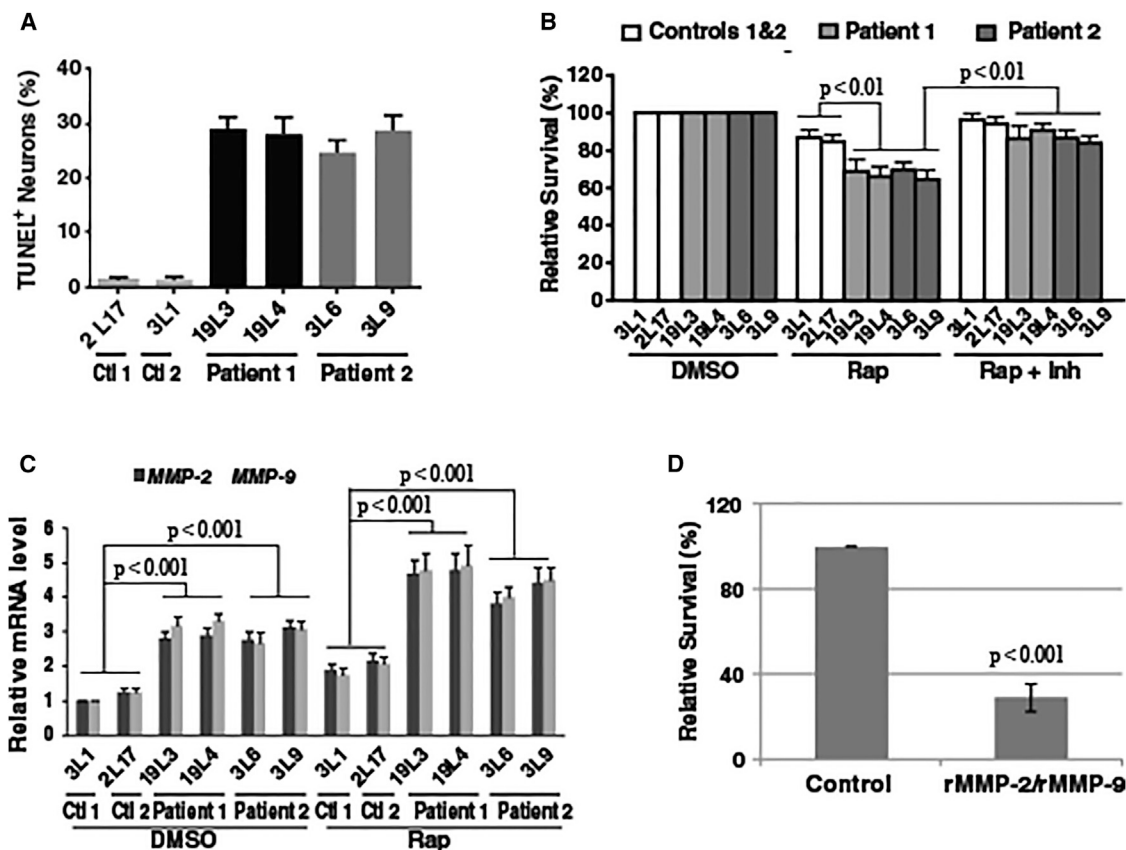 A
TUNEL+ Neurons (%)
40
30
20
10
0
2 L17 3L1 19L3 19L4 3L6 3L9
Ctl 1 Ctl 2 Patient 1 Patient 2
B
Controls 1&2 Patient 1 Patient 2
Relative Survival (%)
120
100
80
60
40
20
0
p<0.01
p<0.01
3L1 2L17 19L3 19L4 3L6 3L9 3L1 2L17 19L3 19L4 3L6 3L9 3L1 2L17 19L3 19L4 3L6 3L9
DMSO Rap Rap + Inh
C
MMP-2 MMP-9
Relative mRNA level
6
5
4
3
2
1
0
p<0.001
p<0.001
p<0.001
p<0.001
3L1 2L17 19L3 19L4 3L6 3L9 3L1 2L17 19L3 19L4 3L6 3L9
Ctl 1 Ctl 2 Patient 1 Patient 2 Ctl 1 Ctl 2 Patient 1 Patient 2
DMSO Rap
D
Relative Survival (%)
120
80
40
0
p<0.001
Control rMMP-2/rMMP-9